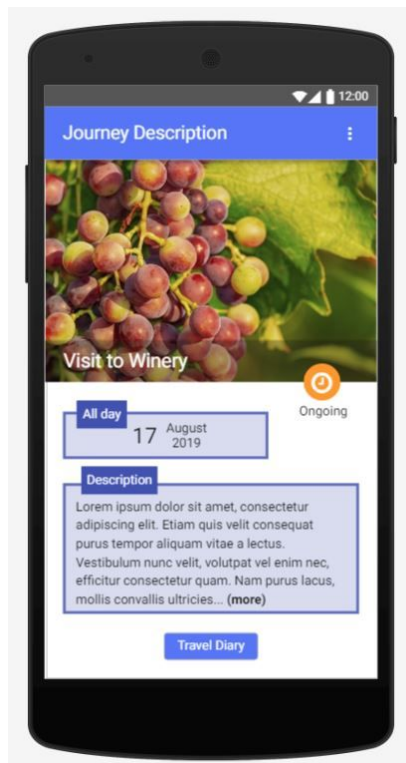 12:00
Journey Description
Visit to Winery
Ongoing
All day
17 August
2019
Description
Lorem ipsum dolor sit amet, consectetur
adipiscing elit. Etiam quis velit consequat
purus tempor aliquam vitae a lectus.
Vestibulum nunc velit, volutpat vel enim nec,
efficitur consectetur quam. Nam purus lacus,
mollis convallis ultricies... (more)
Travel Diary